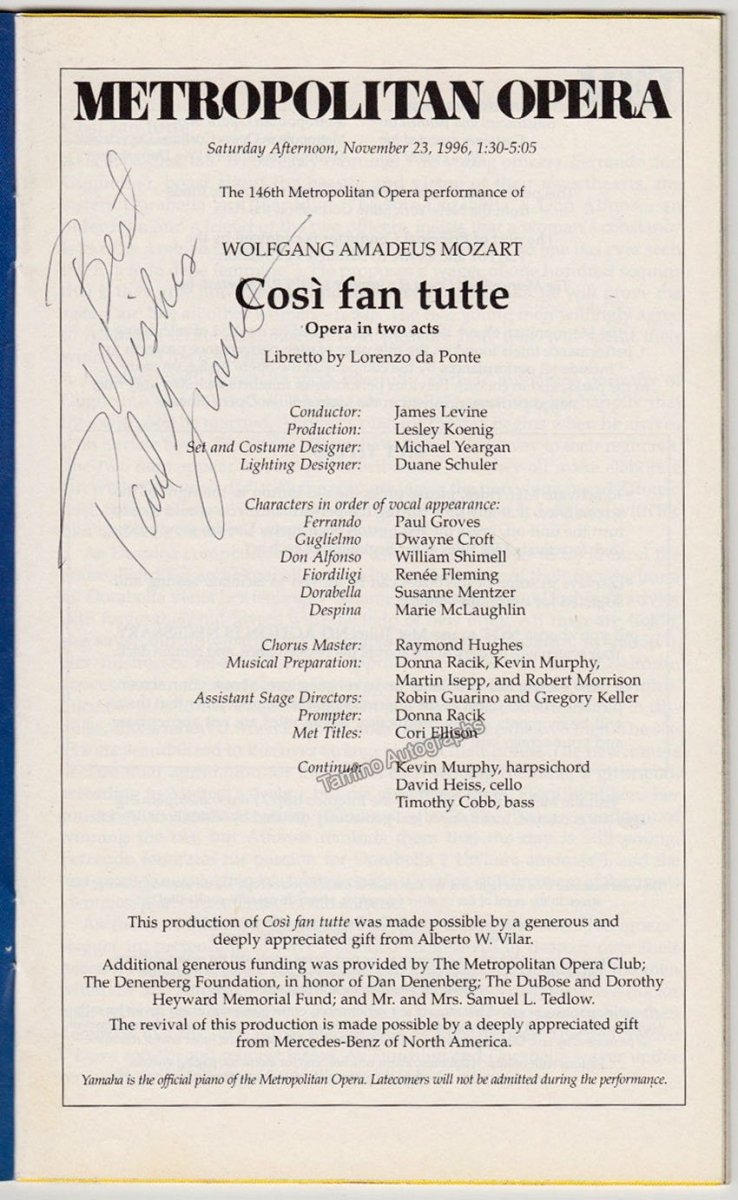 METROPOLITAN OPERA
Saturday Afternoon, November 23, 1996, 1:30-5:05
The 146th Metropolitan Opera performance of
WOLFGANG AMADEUS MOZART
Così fan tutte
Opera in two acts
Libretto by Lorenzo da Ponte
Best
Wishes
Paul Groves
Conductor: James Levine
Production: Lesley Koenig
Set and Costume Designer: Michael Yeargan
Lighting Designer: Duane Schuler
Characters in order of vocal appearance:
Ferrando Paul Groves
Guglielmo Dwayne Croft
Don Alfonso William Shimell
Fiordiligi Renée Fleming
Dorabella Susanne Mentzer
Despina Marie McLaughlin
Chorus Master: Raymond Hughes
Musical Preparation: Donna Racik, Kevin Murphy,
Martin Isepp, and Robert Morrison
Assistant Stage Directors: Robin Guarino and Gregory Keller
Prompter: Donna Racik
Met Titles: Cori Ellison
Tamino Autographs
Continuo: Kevin Murphy, harpsichord
David Heiss, cello
Timothy Cobb, bass
This production of Così fan tutte was made possible by a generous and
deeply appreciated gift from Alberto W. Vilar.
Additional generous funding was provided by The Metropolitan Opera Club;
The Denenberg Foundation, in honor of Dan Denenberg; The DuBose and Dorothy
Heyward Memorial Fund; and Mr. and Mrs. Samuel L. Tedlow.
The revival of this production is made possible by a deeply appreciated gift
from Mercedes-Benz of North America.
Yamaha is the official piano of the Metropolitan Opera. Latecomers will not be admitted during the performance.